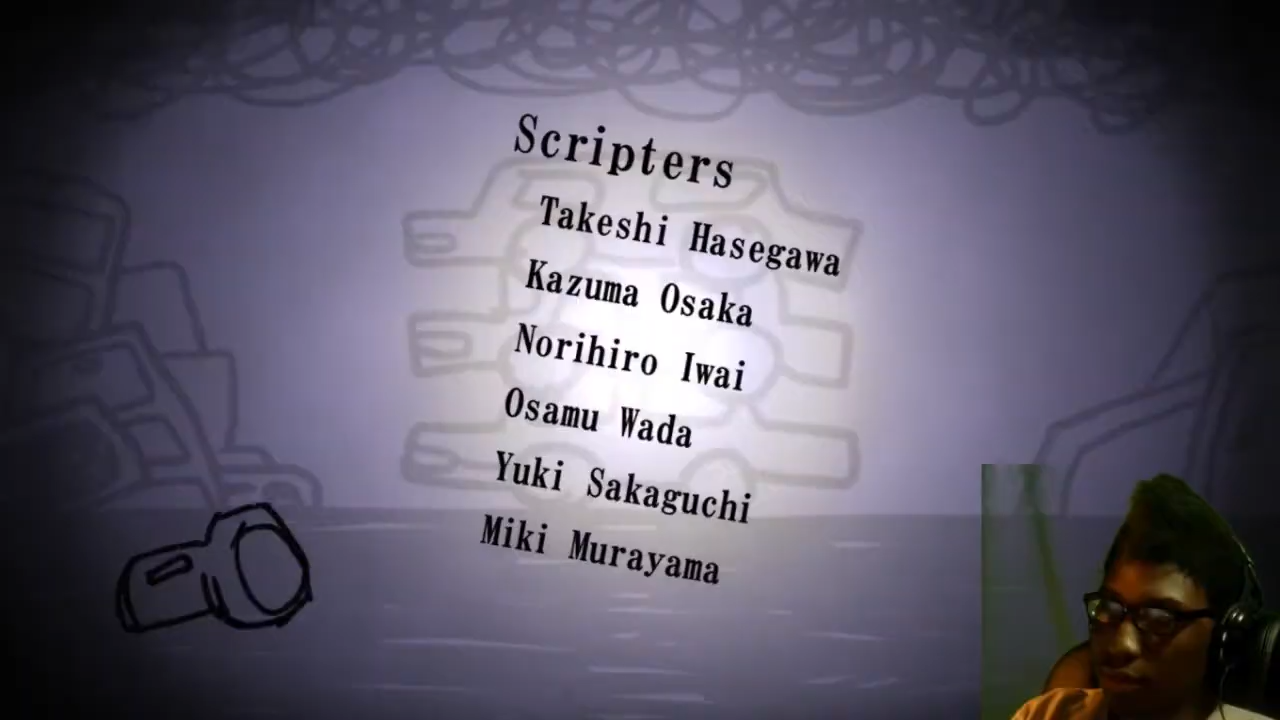 Scripters
Takeshi Hasegawa
Kazuma Osaka
Norihiro Iwai
Osamu Wada
Yuki Sakaguchi
Miki Murayama